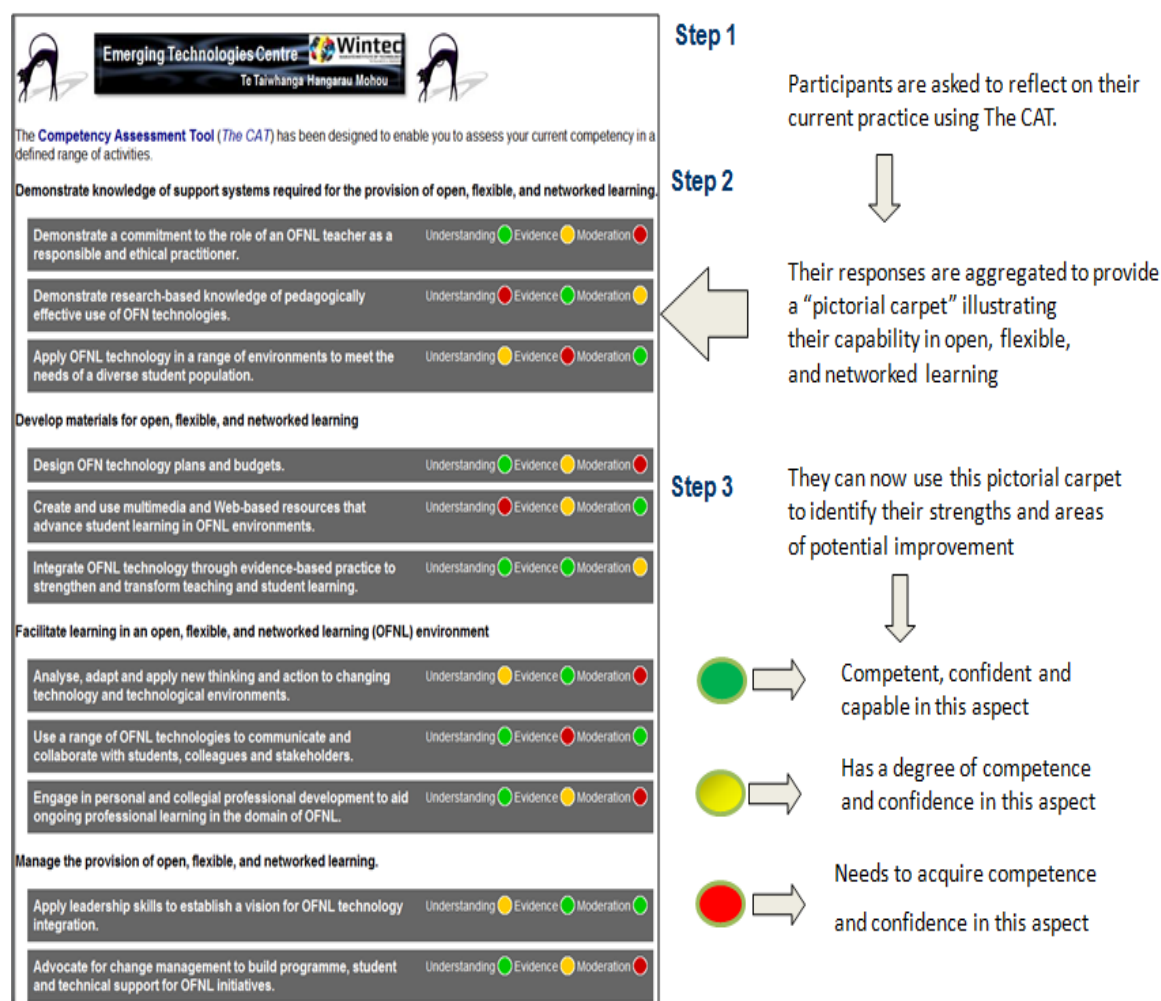 Emerging Technologies Centre
Wintec
Te Taiwhanga Hangarau Mohou
The Competency Assessment Tool (The CAT) has been designed to enable you to assess your current competency in a
defined range of activities.
Demonstrate knowledge of support systems required for the provision of open, flexible, and networked learning.
Demonstrate a commitment to the role of an OFNL teacher as a
responsible and ethical practitioner.
Understanding Evidence Moderation
Demonstrate research-based knowledge of pedagogically
effective use of OFN technologies.
Understanding Evidence Moderation
Apply OFNL technology in a range of environments to meet the
needs of a diverse student population.
Understanding Evidence Moderation
Develop materials for open, flexible, and networked learning
Design OFN technology plans and budgets.
Understanding Evidence Moderation
Create and use multimedia and Web-based resources that
advance student learning in OFNL environments.
Understanding Evidence Moderation
Integrate OFNL technology through evidence-based practice to
strengthen and transform teaching and student learning.
Understanding Evidence Moderation
Facilitate learning in an open, flexible, and networked learning (OFNL) environment
Analyse, adapt and apply new thinking and action to changing
technology and technological environments.
Understanding Evidence Moderation
Use a range of OFNL technologies to communicate and
collaborate with students, colleagues and stakeholders.
Understanding Evidence Moderation
Engage in personal and collegial professional development to aid
ongoing professional learning in the domain of OFNL.
Understanding Evidence Moderation
Manage the provision of open, flexible, and networked learning.
Apply leadership skills to establish a vision for OFNL technology
integration.
Understanding Evidence Moderation
Advocate for change management to build programme, student
and technical support for OFNL initiatives.
Understanding Evidence Moderation
Step 1
Participants are asked to reflect on their
current practice using The CAT.
Step 2
Their responses are aggregated to provide
a “pictorial carpet” illustrating
their capability in open, flexible,
and networked learning
Step 3
They can now use this pictorial carpet
to identify their strengths and areas
of potential improvement
Competent, confident and
capable in this aspect
Has a degree of competence
and confidence in this aspect
Needs to acquire competence
and confidence in this aspect